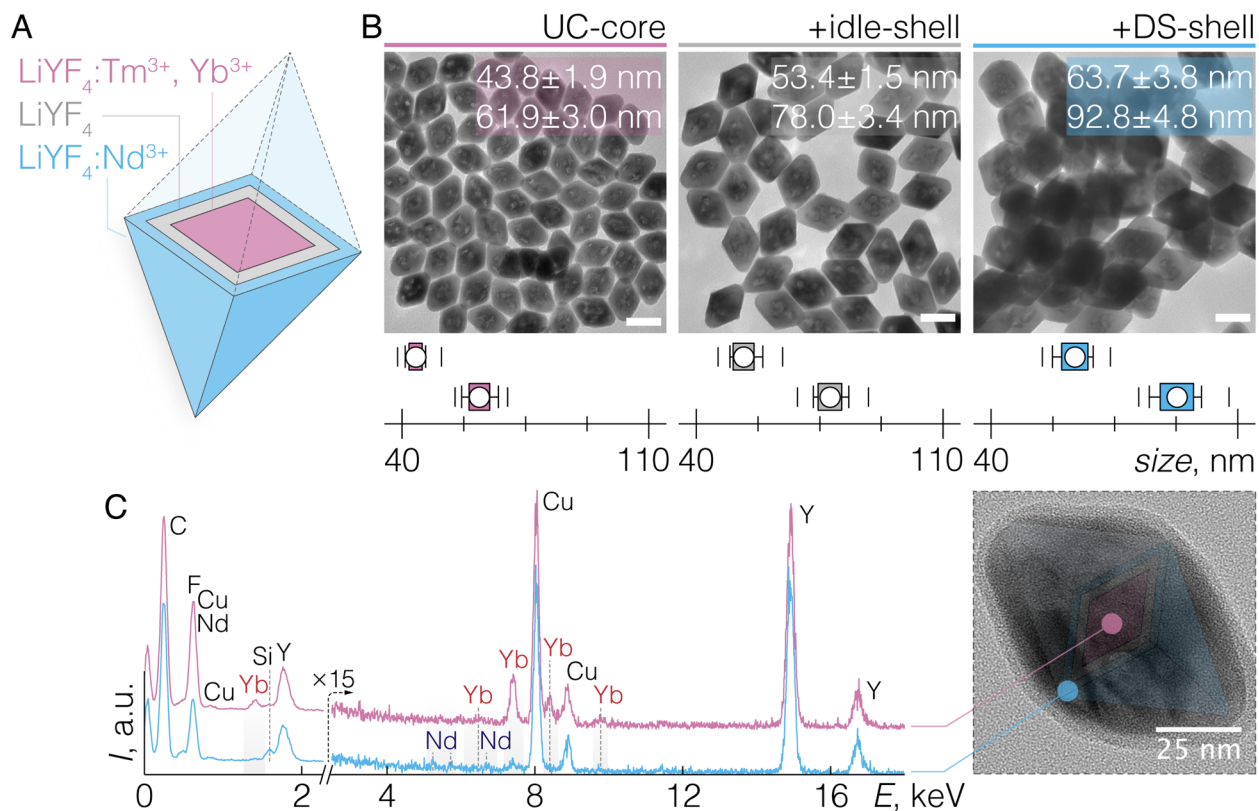 A
LiYF₄:Tm³⁺, Yb³⁺
LiYF₄
LiYF₄:Nd³⁺
B
UC-core
43.8±1.9 nm
61.9±3.0 nm
+idle-shell
53.4±1.5 nm
78.0±3.4 nm
+DS-shell
63.7±3.8 nm
92.8±4.8 nm
40 110
40 110
40 size, nm
C
I, a.u.
C
F
Cu
Nd
Cu
Yb
Si
Y
×15
Nd
Nd
Yb
Yb
Cu
Yb
Cu
Yb
Y
Y
0 2 4 8 12 16 E, keV
25 nm